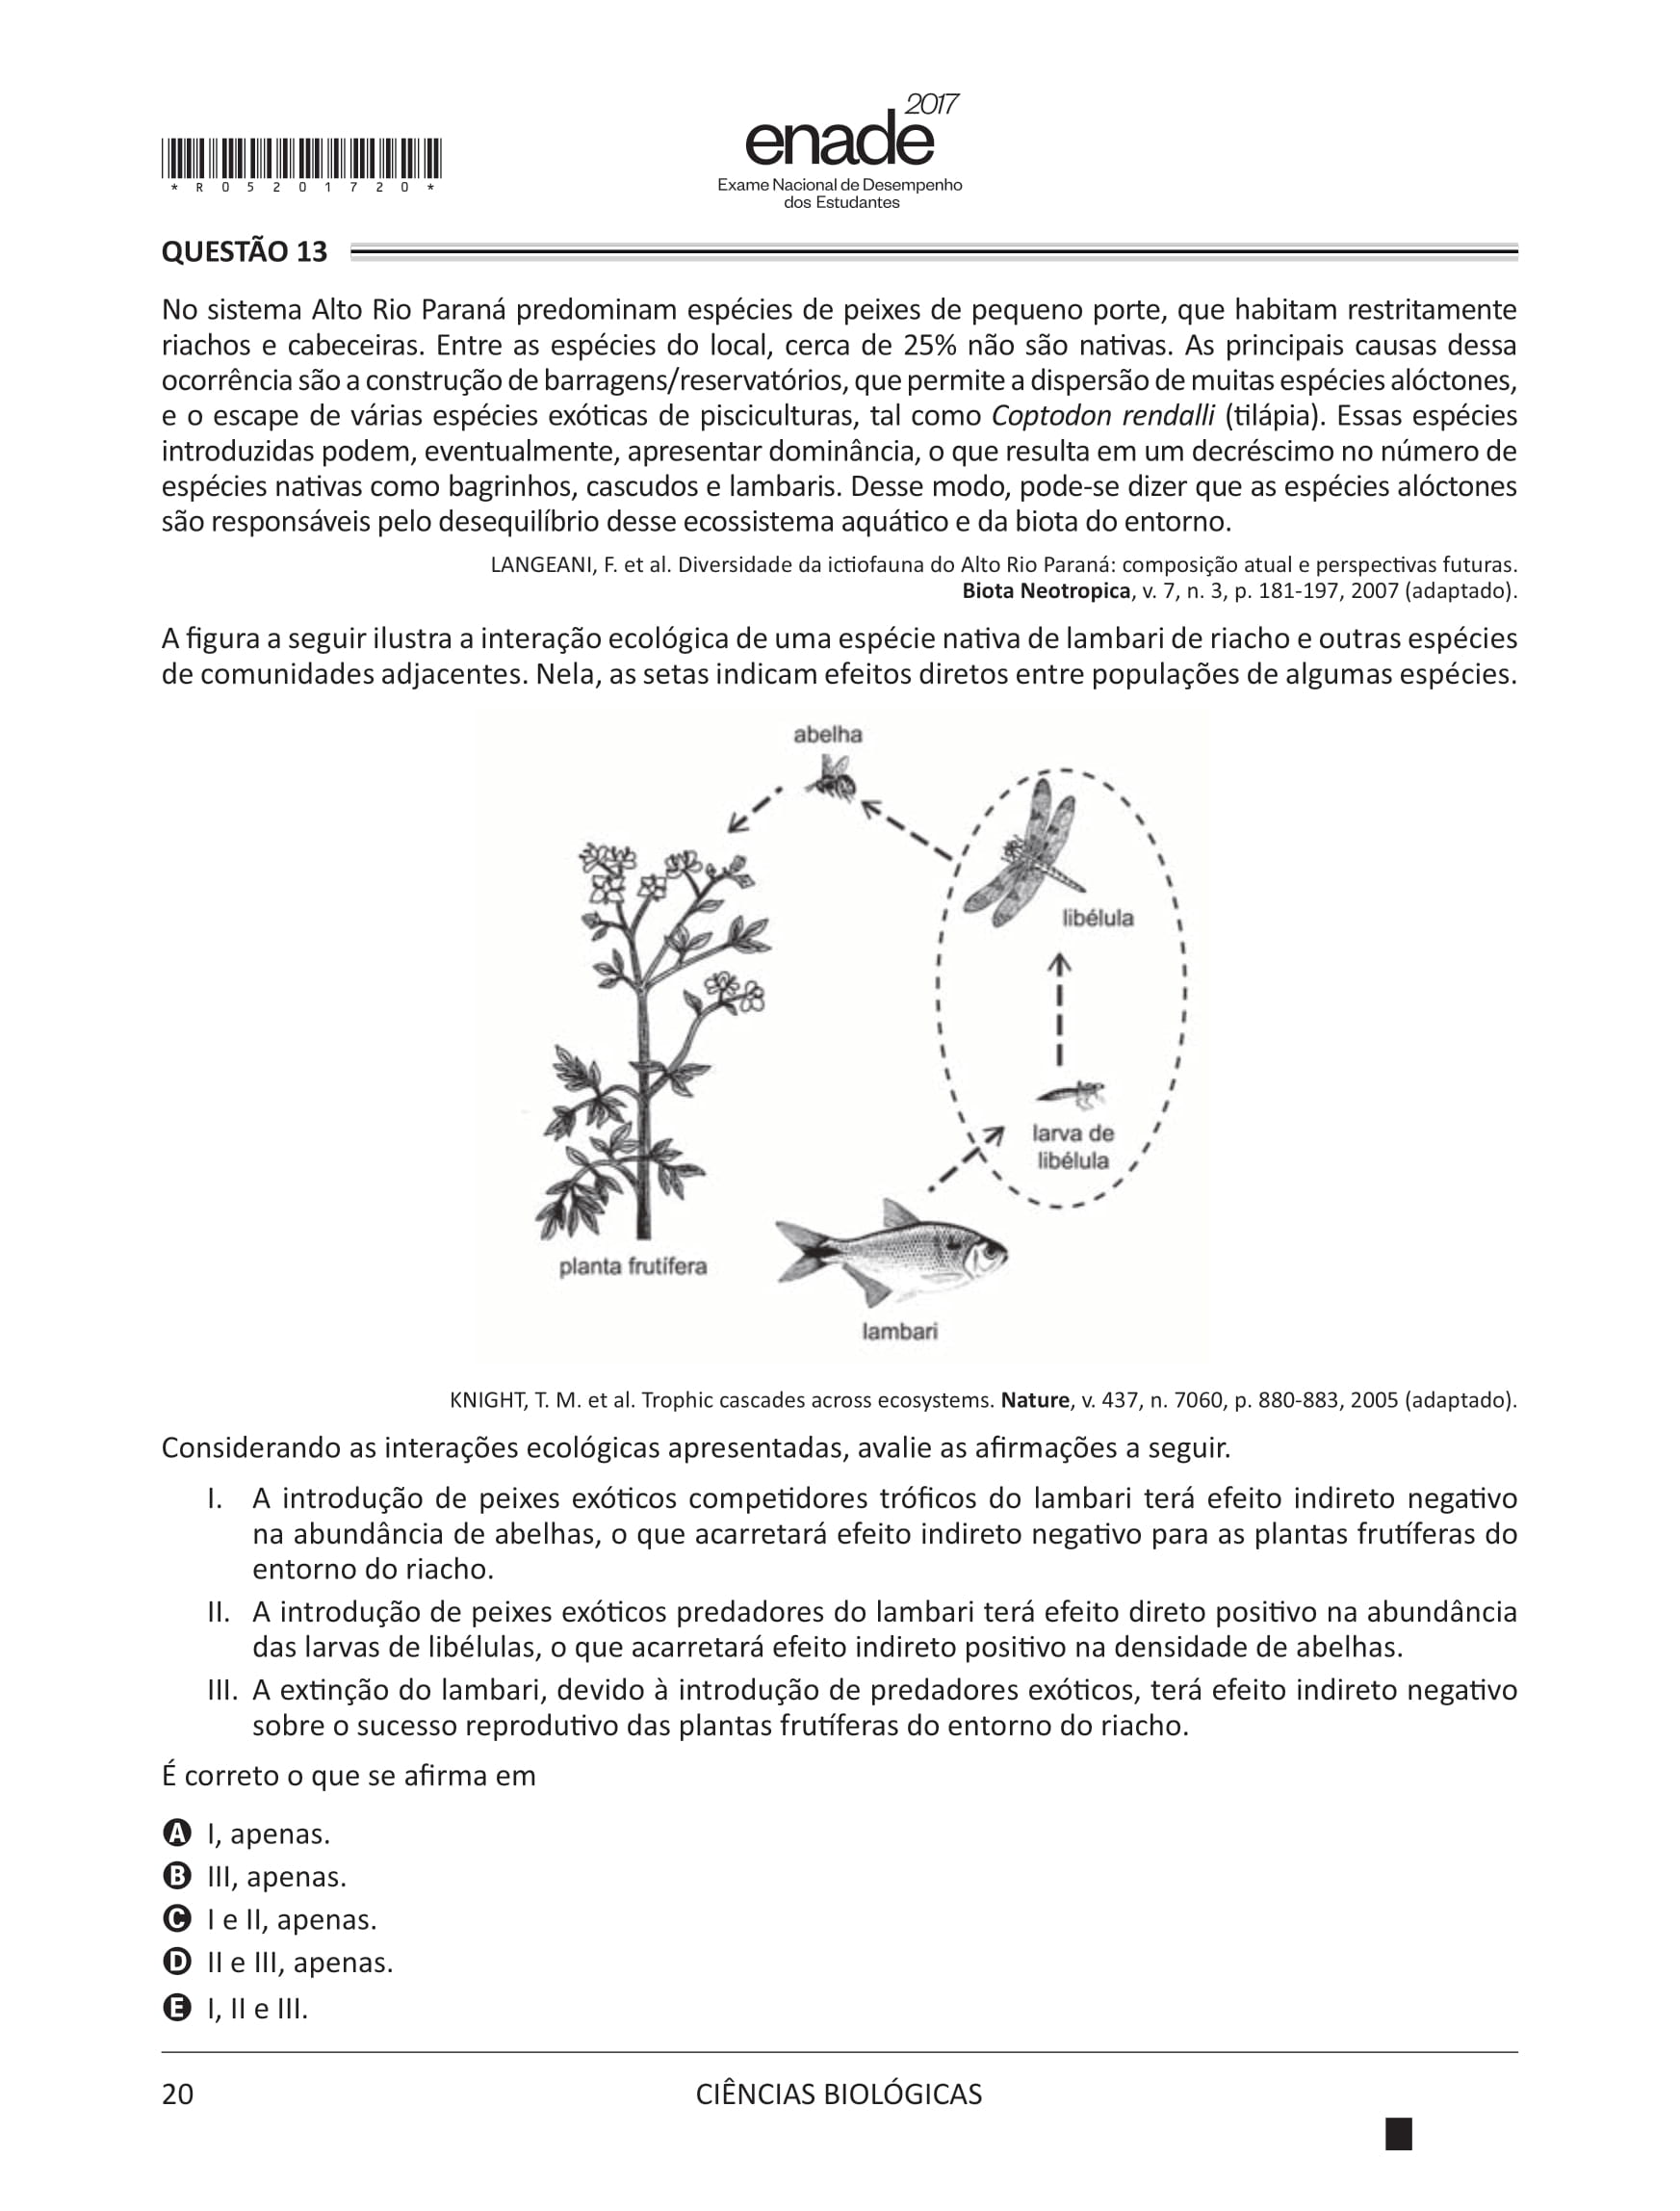 2017
enade
Exame Nacional de Desempenho
dos Estudantes
* R 0 5 2 0 1 7 2 0 *
QUESTÃO 13
No sistema Alto Rio Paraná predominam espécies de peixes de pequeno porte, que habitam restritamente
riachos e cabeceiras. Entre as espécies do local, cerca de 25% não são nativas. As principais causas dessa
ocorrência são a construção de barragens/reservatórios, que permite a dispersão de muitas espécies alóctones,
e o escape de várias espécies exóticas de pisciculturas, tal como Coptodon rendalli (tilápia). Essas espécies
introduzidas podem, eventualmente, apresentar dominância, o que resulta em um decréscimo no número de
espécies nativas como bagrinhos, cascudos e lambaris. Desse modo, pode-se dizer que as espécies alóctones
são responsáveis pelo desequilíbrio desse ecossistema aquático e da biota do entorno.
LANGEANI, F. et al. Diversidade da ictiofauna do Alto Rio Paraná: composição atual e perspectivas futuras.
Biota Neotropica, v. 7, n. 3, p. 181-197, 2007 (adaptado).
A figura a seguir ilustra a interação ecológica de uma espécie nativa de lambari de riacho e outras espécies
de comunidades adjacentes. Nela, as setas indicam efeitos diretos entre populações de algumas espécies.
abelha
libélula
larva de
libélula
planta frutífera
lambari
KNIGHT, T. M. et al. Trophic cascades across ecosystems. Nature, v. 437, n. 7060, p. 880-883, 2005 (adaptado).
Considerando as interações ecológicas apresentadas, avalie as afirmações a seguir.
I. A introdução de peixes exóticos competidores tróficos do lambari terá efeito indireto negativo
na abundância de abelhas, o que acarretará efeito indireto negativo para as plantas frutíferas do
entorno do riacho.
II. A introdução de peixes exóticos predadores do lambari terá efeito direto positivo na abundância
das larvas de libélulas, o que acarretará efeito indireto positivo na densidade de abelhas.
III. A extinção do lambari, devido à introdução de predadores exóticos, terá efeito indireto negativo
sobre o sucesso reprodutivo das plantas frutíferas do entorno do riacho.
É correto o que se afirma em
A I, apenas.
B III, apenas.
C I e II, apenas.
D II e III, apenas.
E I, II e III.
20
CIÊNCIAS BIOLÓGICAS